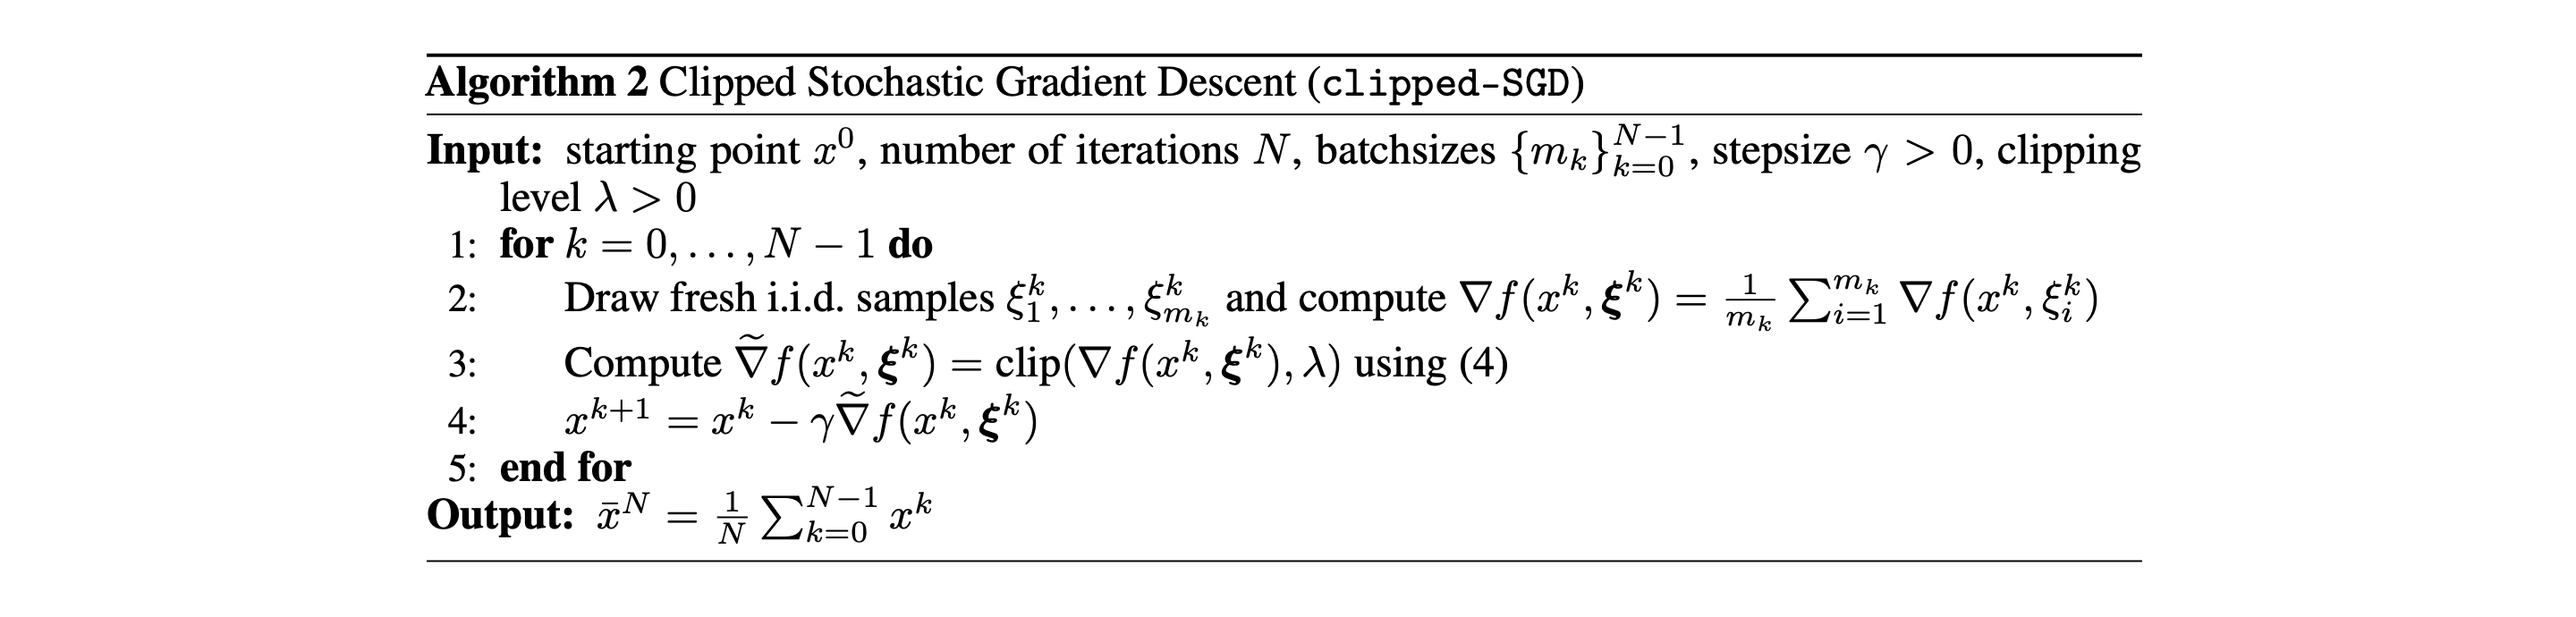 Algorithm 2 Clipped Stochastic Gradient Descent (clipped-SGD)
Input: starting point $x^0$, number of iterations $N$, batchsizes $\{m_k\}_{k=0}^{N-1}$, stepsize $\gamma > 0$, clipping
level $\lambda > 0$
1: for $k = 0, \ldots, N - 1$ do
2: Draw fresh i.i.d. samples $\xi_1^k, \ldots, \xi_{m_k}^k$ and compute $\nabla f(x^k, \boldsymbol{\xi}^k) = \frac{1}{m_k} \sum_{i=1}^{m_k} \nabla f(x^k, \xi_i^k)$
3: Compute $\widetilde{\nabla} f(x^k, \boldsymbol{\xi}^k) = \text{clip}(\nabla f(x^k, \boldsymbol{\xi}^k), \lambda)$ using (4)
4: $x^{k+1} = x^k - \gamma \widetilde{\nabla} f(x^k, \boldsymbol{\xi}^k)$
5: end for
Output: $\bar{x}^N = \frac{1}{N} \sum_{k=0}^{N-1} x^k$